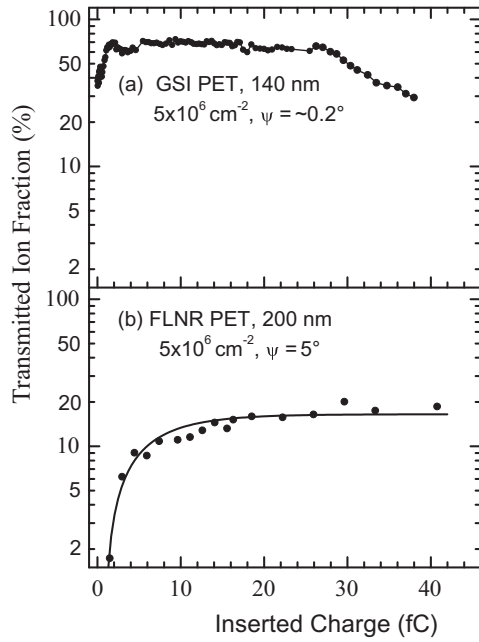 Transmitted Ion Fraction (%)
100
50
20
10
5
2
(a) GSI PET, 140 nm
5x10⁶ cm⁻², ψ = ~0.2°
100
50
20
10
5
2
(b) FLNR PET, 200 nm
5x10⁶ cm⁻², ψ = 5°
0 10 20 30 40
Inserted Charge (fC)